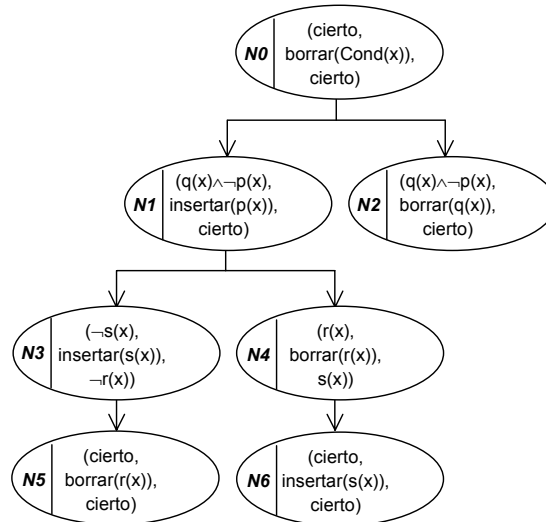 N0
(cierto,
borrar(Cond(x)),
cierto)
N1
(q(x)∧¬p(x),
insertar(p(x)),
cierto)
N2
(q(x)∧¬p(x),
borrar(q(x)),
cierto)
N3
(¬s(x),
insertar(s(x)),
¬r(x))
N4
(r(x),
borrar(r(x)),
s(x))
N5
(cierto,
borrar(r(x)),
cierto)
N6
(cierto,
insertar(s(x)),
cierto)